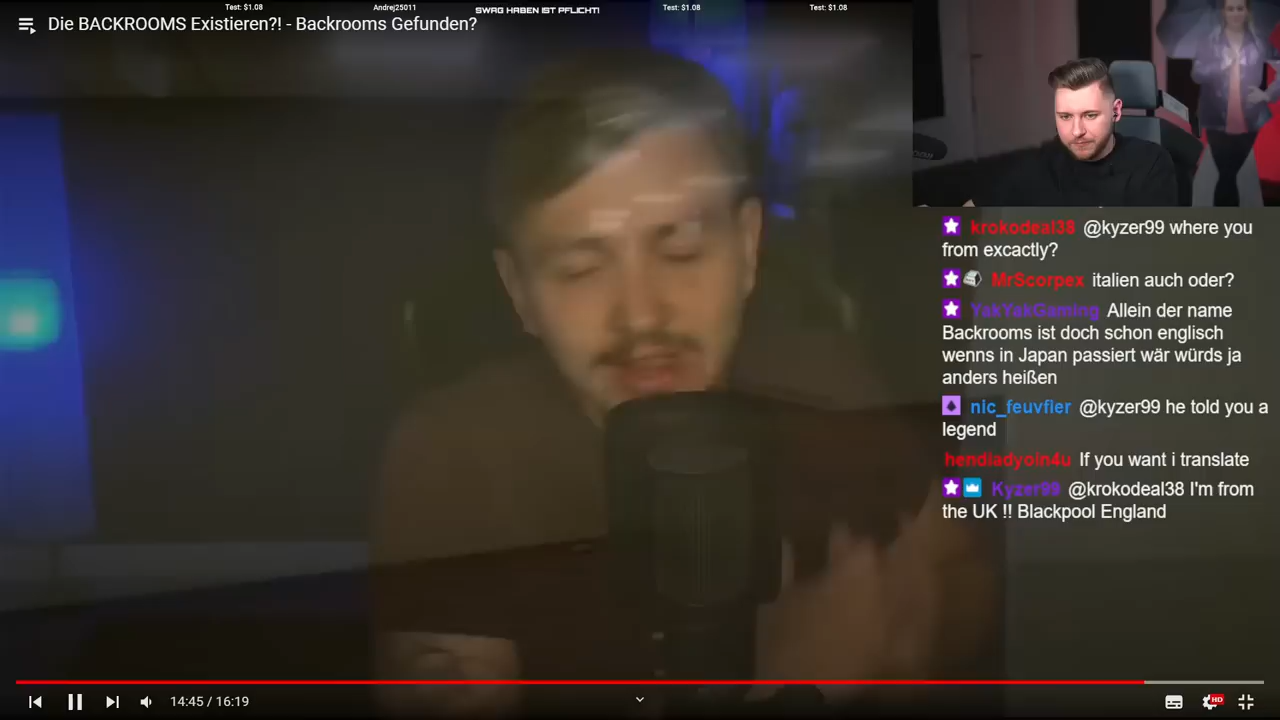 Test: $1.08
Andrej25011
SWAG HABEN IST PFLICHT!
Test: $1.08
Test: $1.08
Die BACKROOMS Existieren?! - Backrooms Gefunden?
krokodeal38 @kyzer99 where you
from excactly?
MrScorpex italien auch oder?
YakYakGaming Allein der name
Backrooms ist doch schon englisch
wenns in Japan passiert wär würds ja
anders heißen
nic_feuvfier @kyzer99 he told you a
legend
hendiadyoin4u If you want i translate
Kyzer99 @krokodeal38 I'm from
the UK !! Blackpool England
14:45 / 16:19
HD